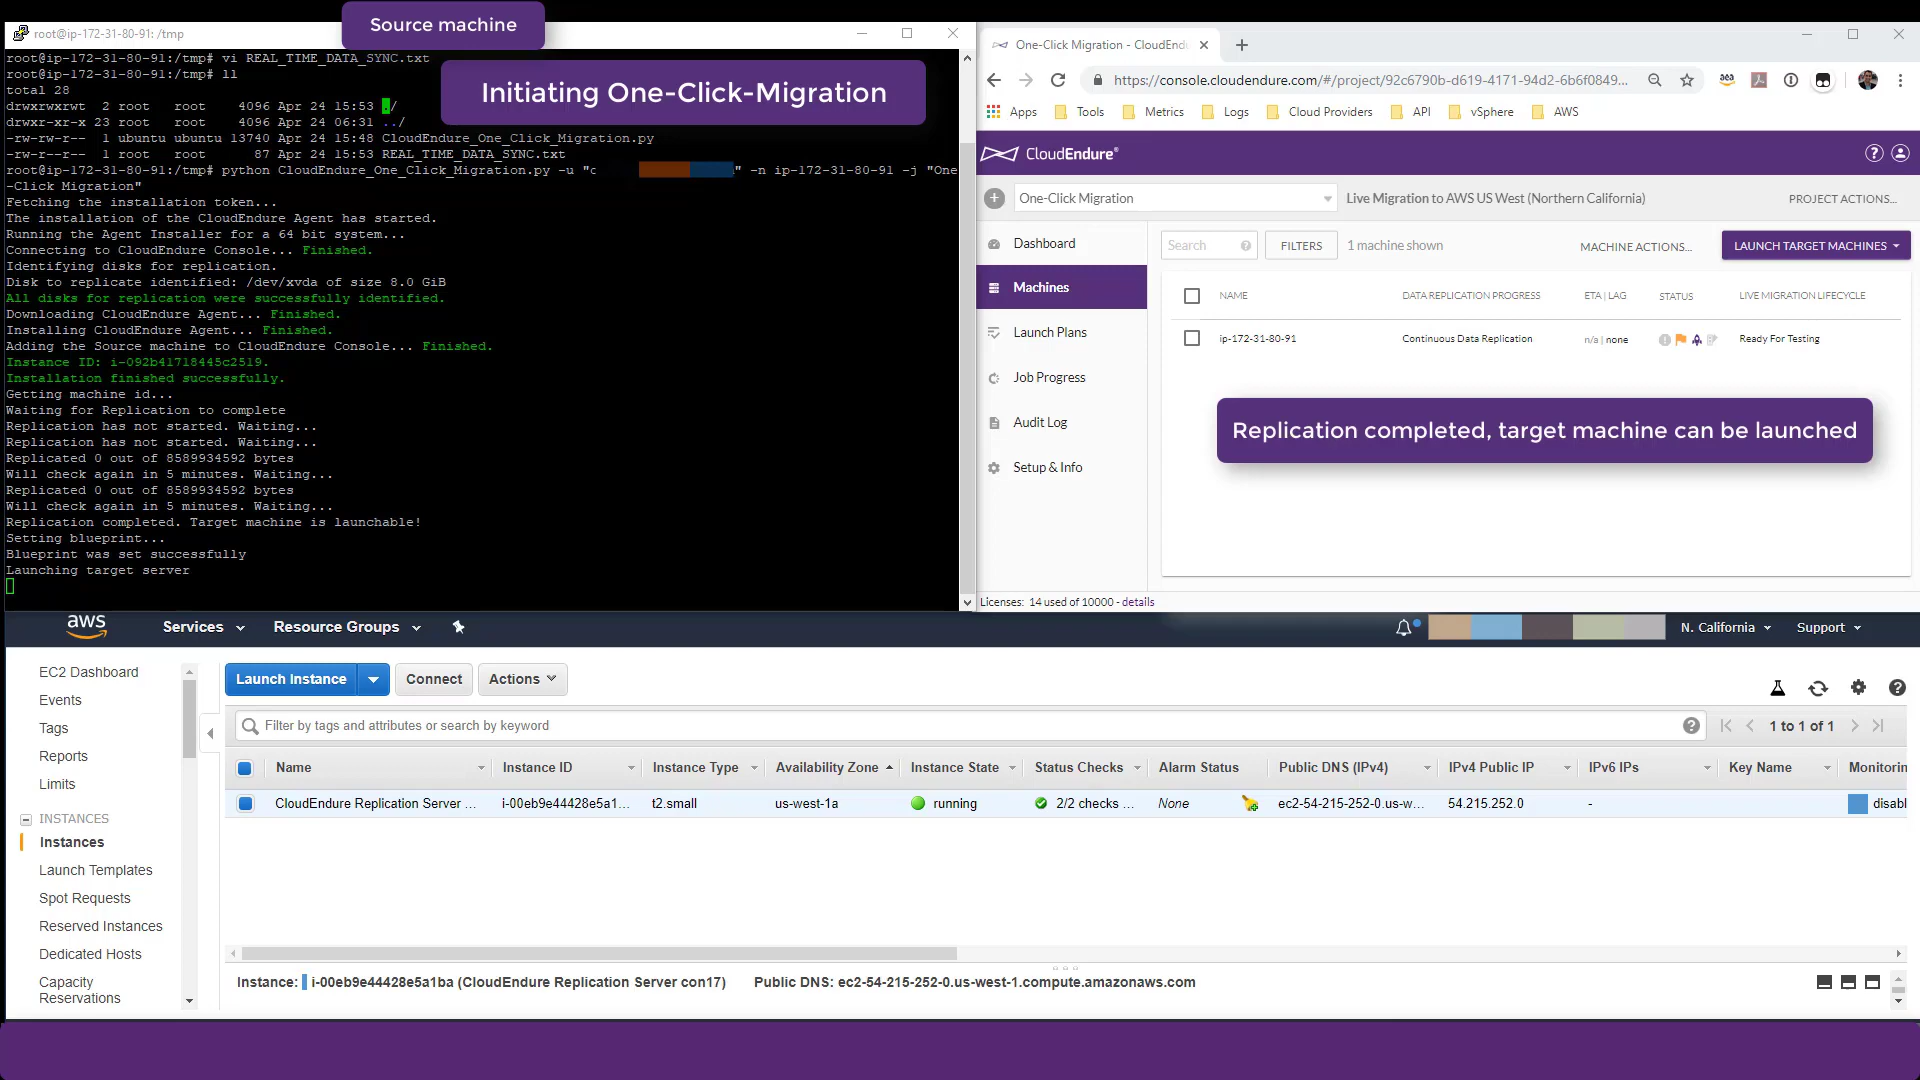 Source machine
root@ip-172-31-80-91: /tmp
root@ip-172-31-80-91:/tmp# vi REAL_TIME_DATA_SYNC.txt
root@ip-172-31-80-91:/tmp# ll
total 28
drwxrwxrwt  2 root   root    4096 Apr 24 15:53 ./
drwxr-xr-x 23 root   root    4096 Apr 24 06:31 ../
-rw-rw-r--  1 ubuntu ubuntu 13740 Apr 24 15:48 CloudEndure_One_Click_Migration.py
-rw-r--r--  1 root   root      87 Apr 24 15:53 REAL_TIME_DATA_SYNC.txt
root@ip-172-31-80-91:/tmp# python CloudEndure_One_Click_Migration.py -u "c " -n ip-172-31-80-91 -j "One
-Click Migration"
Fetching the installation token...
The installation of the CloudEndure Agent has started.
Running the Agent Installer for a 64 bit system...
Connecting to CloudEndure Console... Finished.
Identifying disks for replication.
Disk to replicate identified: /dev/xvda of size 8.0 GiB
All disks for replication were successfully identified.
Downloading CloudEndure Agent... Finished.
Installing CloudEndure Agent... Finished.
Adding the Source machine to CloudEndure Console... Finished.
Instance ID: i-092b41718445c2519.
Installation finished successfully.
Getting machine id...
Waiting for Replication to complete
Replication has not started. Waiting...
Replication has not started. Waiting...
Replicated 0 out of 8589934592 bytes
Will check again in 5 minutes. Waiting...
Replicated 0 out of 8589934592 bytes
Will check again in 5 minutes. Waiting...
Replication completed. Target machine is launchable!
Setting blueprint...
Blueprint was set successfully
Launching target server
Initiating One-Click-Migration
One-Click Migration - CloudEndu
https://console.cloudendure.com/#/project/92c6790b-d619-4171-94d2-6b6f0849...
Apps Tools Metrics Logs Cloud Providers API vSphere AWS
CloudEndure®
One-Click Migration Live Migration to AWS US West (Northern California) PROJECT ACTIONS...
Dashboard
Machines
Launch Plans
Job Progress
Audit Log
Setup & Info
Search FILTERS 1 machine shown MACHINE ACTIONS... LAUNCH TARGET MACHINES
NAME DATA REPLICATION PROGRESS ETA | LAG STATUS LIVE MIGRATION LIFECYCLE
ip-172-31-80-91 Continuous Data Replication n/a | none Ready For Testing
Replication completed, target machine can be launched
Licenses: 14 used of 10000 - details
aws Services Resource Groups N. California Support
EC2 Dashboard
Events
Tags
Reports
Limits
INSTANCES
Instances
Launch Templates
Spot Requests
Reserved Instances
Dedicated Hosts
Capacity
Reservations
Launch Instance Connect Actions
Filter by tags and attributes or search by keyword 1 to 1 of 1
Name Instance ID Instance Type Availability Zone Instance State Status Checks Alarm Status Public DNS (IPv4) IPv4 Public IP IPv6 IPs Key Name Monitorin
CloudEndure Replication Server ... i-00eb9e44428e5a1... t2.small us-west-1a running 2/2 checks ... None ec2-54-215-252-0.us-w... 54.215.252.0 - disabl
Instance: i-00eb9e44428e5a1ba (CloudEndure Replication Server con17) Public DNS: ec2-54-215-252-0.us-west-1.compute.amazonaws.com